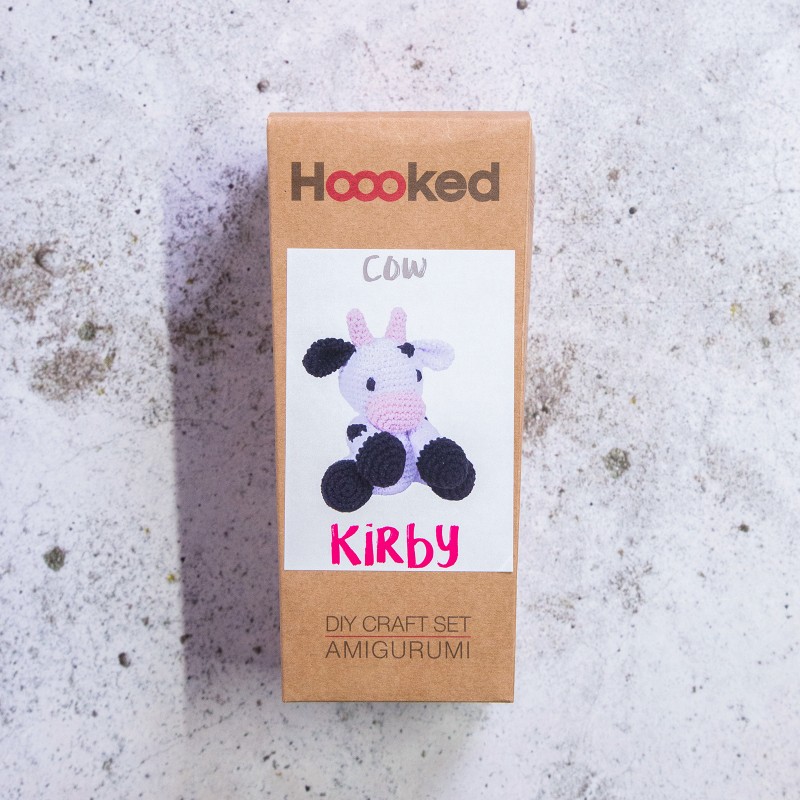 Hoooked
COW
KiRby
DIY CRAFT SET
AMIGURUMI